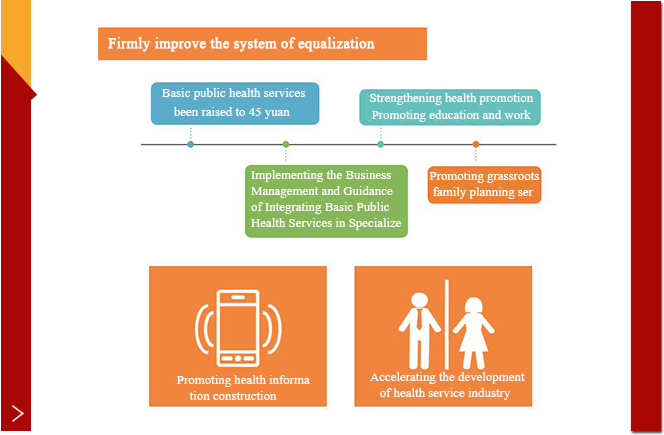 Firmly improve the system of equalization
Basic public health services
been raised to 45 yuan
Strengthening health promotion
Promoting education and work
Implementing the Business
Management and Guidance
of Integrating Basic Public
Health Services in Specialize
Promoting grassroots
family planning ser
Promoting health informa
tion construction
Accelerating the development
of health service industry